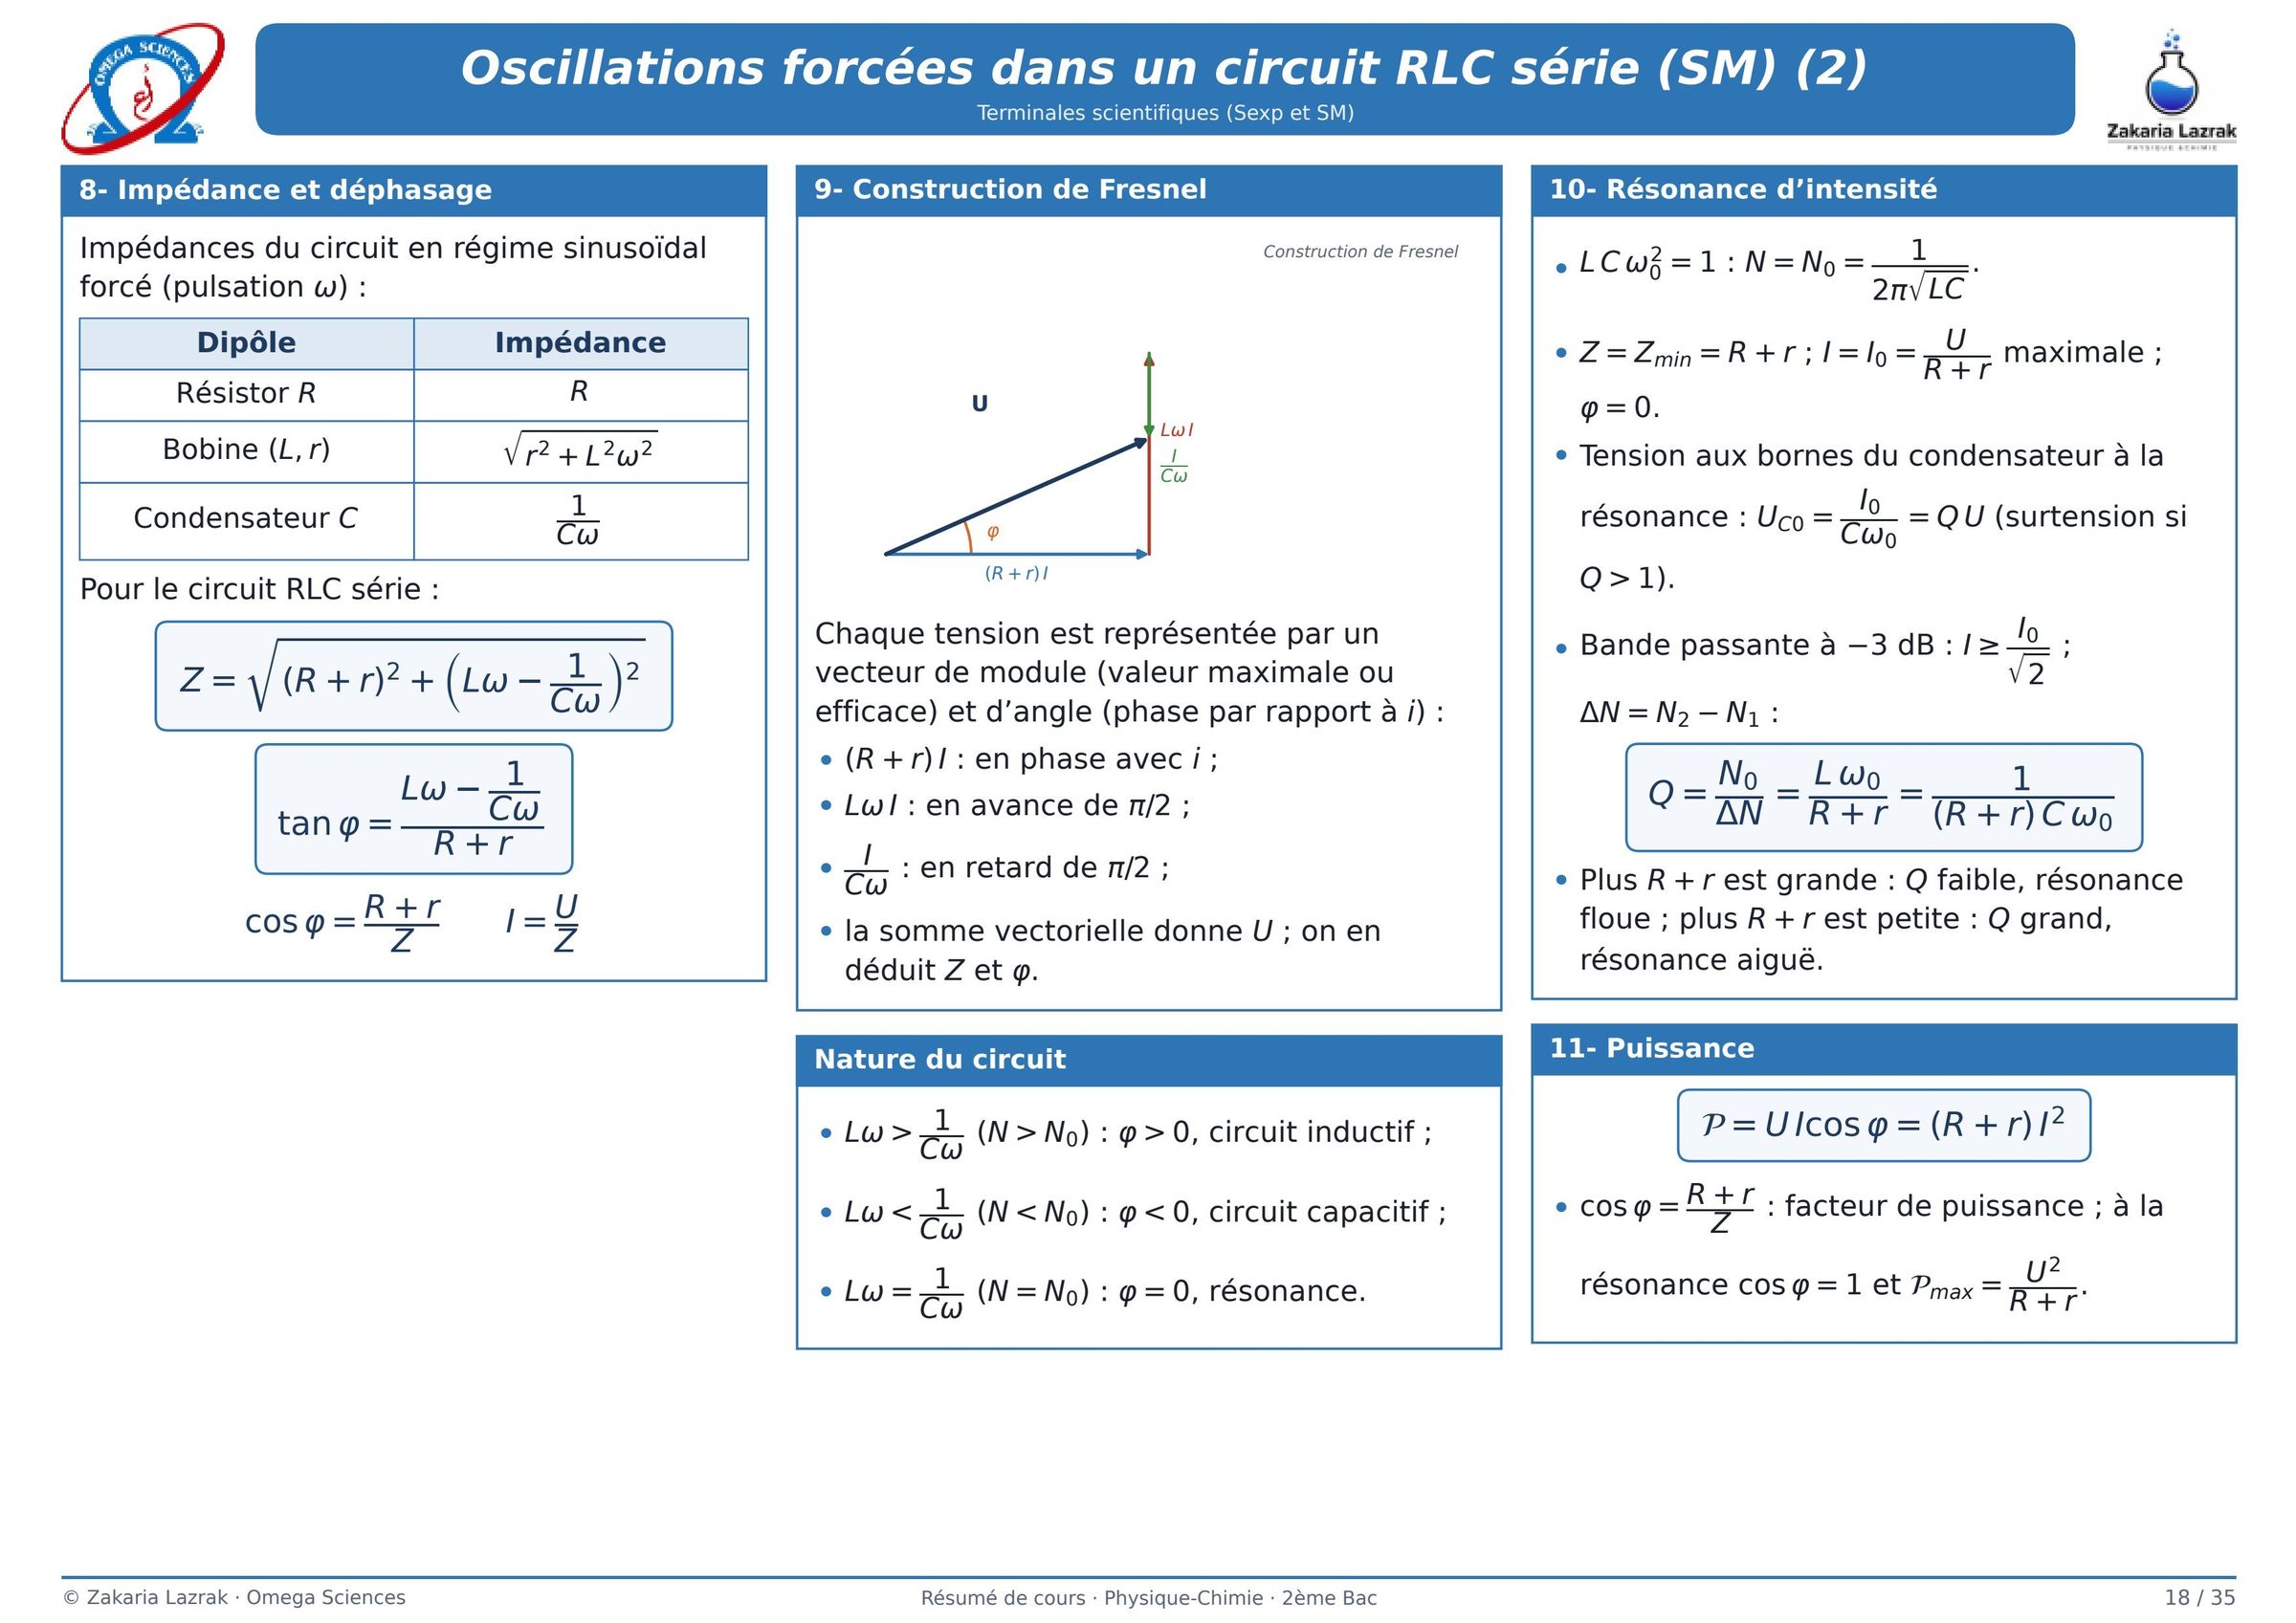 OMEGA SCIENCES
Oscillations forcées dans un circuit RLC série (SM) (2)
Terminales scientifiques (Sexp et SM)
Zakaria Lazrak
8- Impédance et déphasage
Impédances du circuit en régime sinusoïdal
forcé (pulsation ω) :
Dipôle Impédance
Résistor R R
Bobine (L, r) √(r² + L²ω²)
Condensateur C 1/(Cω)
Pour le circuit RLC série :
Z = √((R + r)² + (Lω − 1/(Cω))²)
tan φ = (Lω − 1/(Cω))/(R + r)
cos φ = (R + r)/Z I = U/Z
9- Construction de Fresnel
Construction de Fresnel
U
LωI
I/(Cω)
φ
(R + r) I
Chaque tension est représentée par un
vecteur de module (valeur maximale ou
efficace) et d’angle (phase par rapport à i) :
• (R + r) I : en phase avec i ;
• Lω I : en avance de π/2 ;
• I/(Cω) : en retard de π/2 ;
• la somme vectorielle donne U ; on en
déduit Z et φ.
Nature du circuit
• Lω > 1/(Cω) (N > N₀) : φ > 0, circuit inductif ;
• Lω < 1/(Cω) (N < N₀) : φ < 0, circuit capacitif ;
• Lω = 1/(Cω) (N = N₀) : φ = 0, résonance.
10- Résonance d’intensité
• L C ω₀² = 1 : N = N₀ = 1/(2π√(LC)).
• Z = Z_min = R + r ; I = I₀ = U/(R + r) maximale ;
φ = 0.
• Tension aux bornes du condensateur à la
résonance : U_C0 = I₀/(Cω₀) = Q U (surtension si
Q > 1).
• Bande passante à −3 dB : I ≥ I₀/√2 ;
ΔN = N₂ − N₁ :
Q = N₀/ΔN = L ω₀/(R + r) = 1/((R + r) C ω₀)
• Plus R + r est grande : Q faible, résonance
floue ; plus R + r est petite : Q grand,
résonance aiguë.
11- Puissance
𝒫 = U I cos φ = (R + r) I²
• cos φ = (R + r)/Z : facteur de puissance ; à la
résonance cos φ = 1 et 𝒫_max = U²/(R + r).
© Zakaria Lazrak · Omega Sciences
Résumé de cours · Physique-Chimie · 2ème Bac
18 / 35